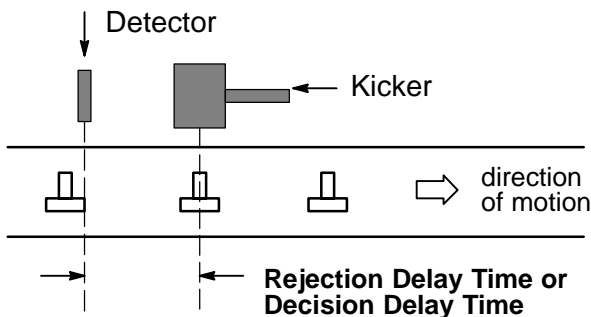 Detector
Kicker
direction
of motion
Rejection Delay Time or
Decision Delay Time